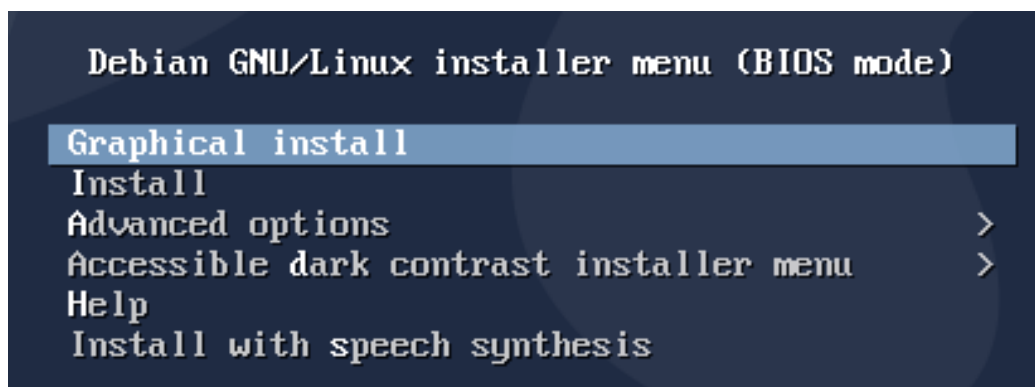 Debian GNU/Linux installer menu (BIOS mode)
Graphical install
Install
Advanced options >
Accessible dark contrast installer menu >
Help
Install with speech synthesis